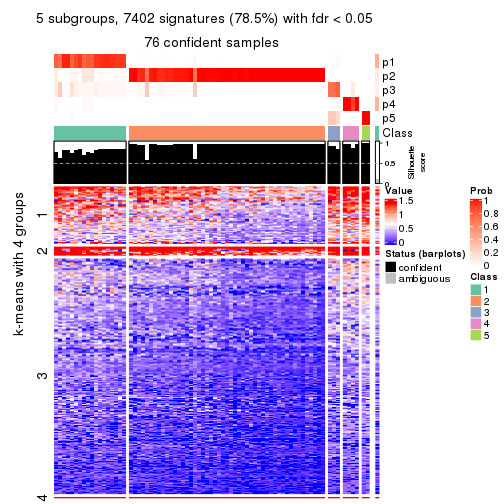 5 subgroups, 7402 signatures (78.5%) with fdr < 0.05
76 confident samples
p1
p2
p3
p4
p5
Class
1
0.5
0
Silhouette
score
k-means with 4 groups
1
2
3
4
Value
1.5
1
0.5
0
Status (barplots)
confident
ambiguous
Prob
1
0.8
0.6
0.4
0.2
0
Class
1
2
3
4
5